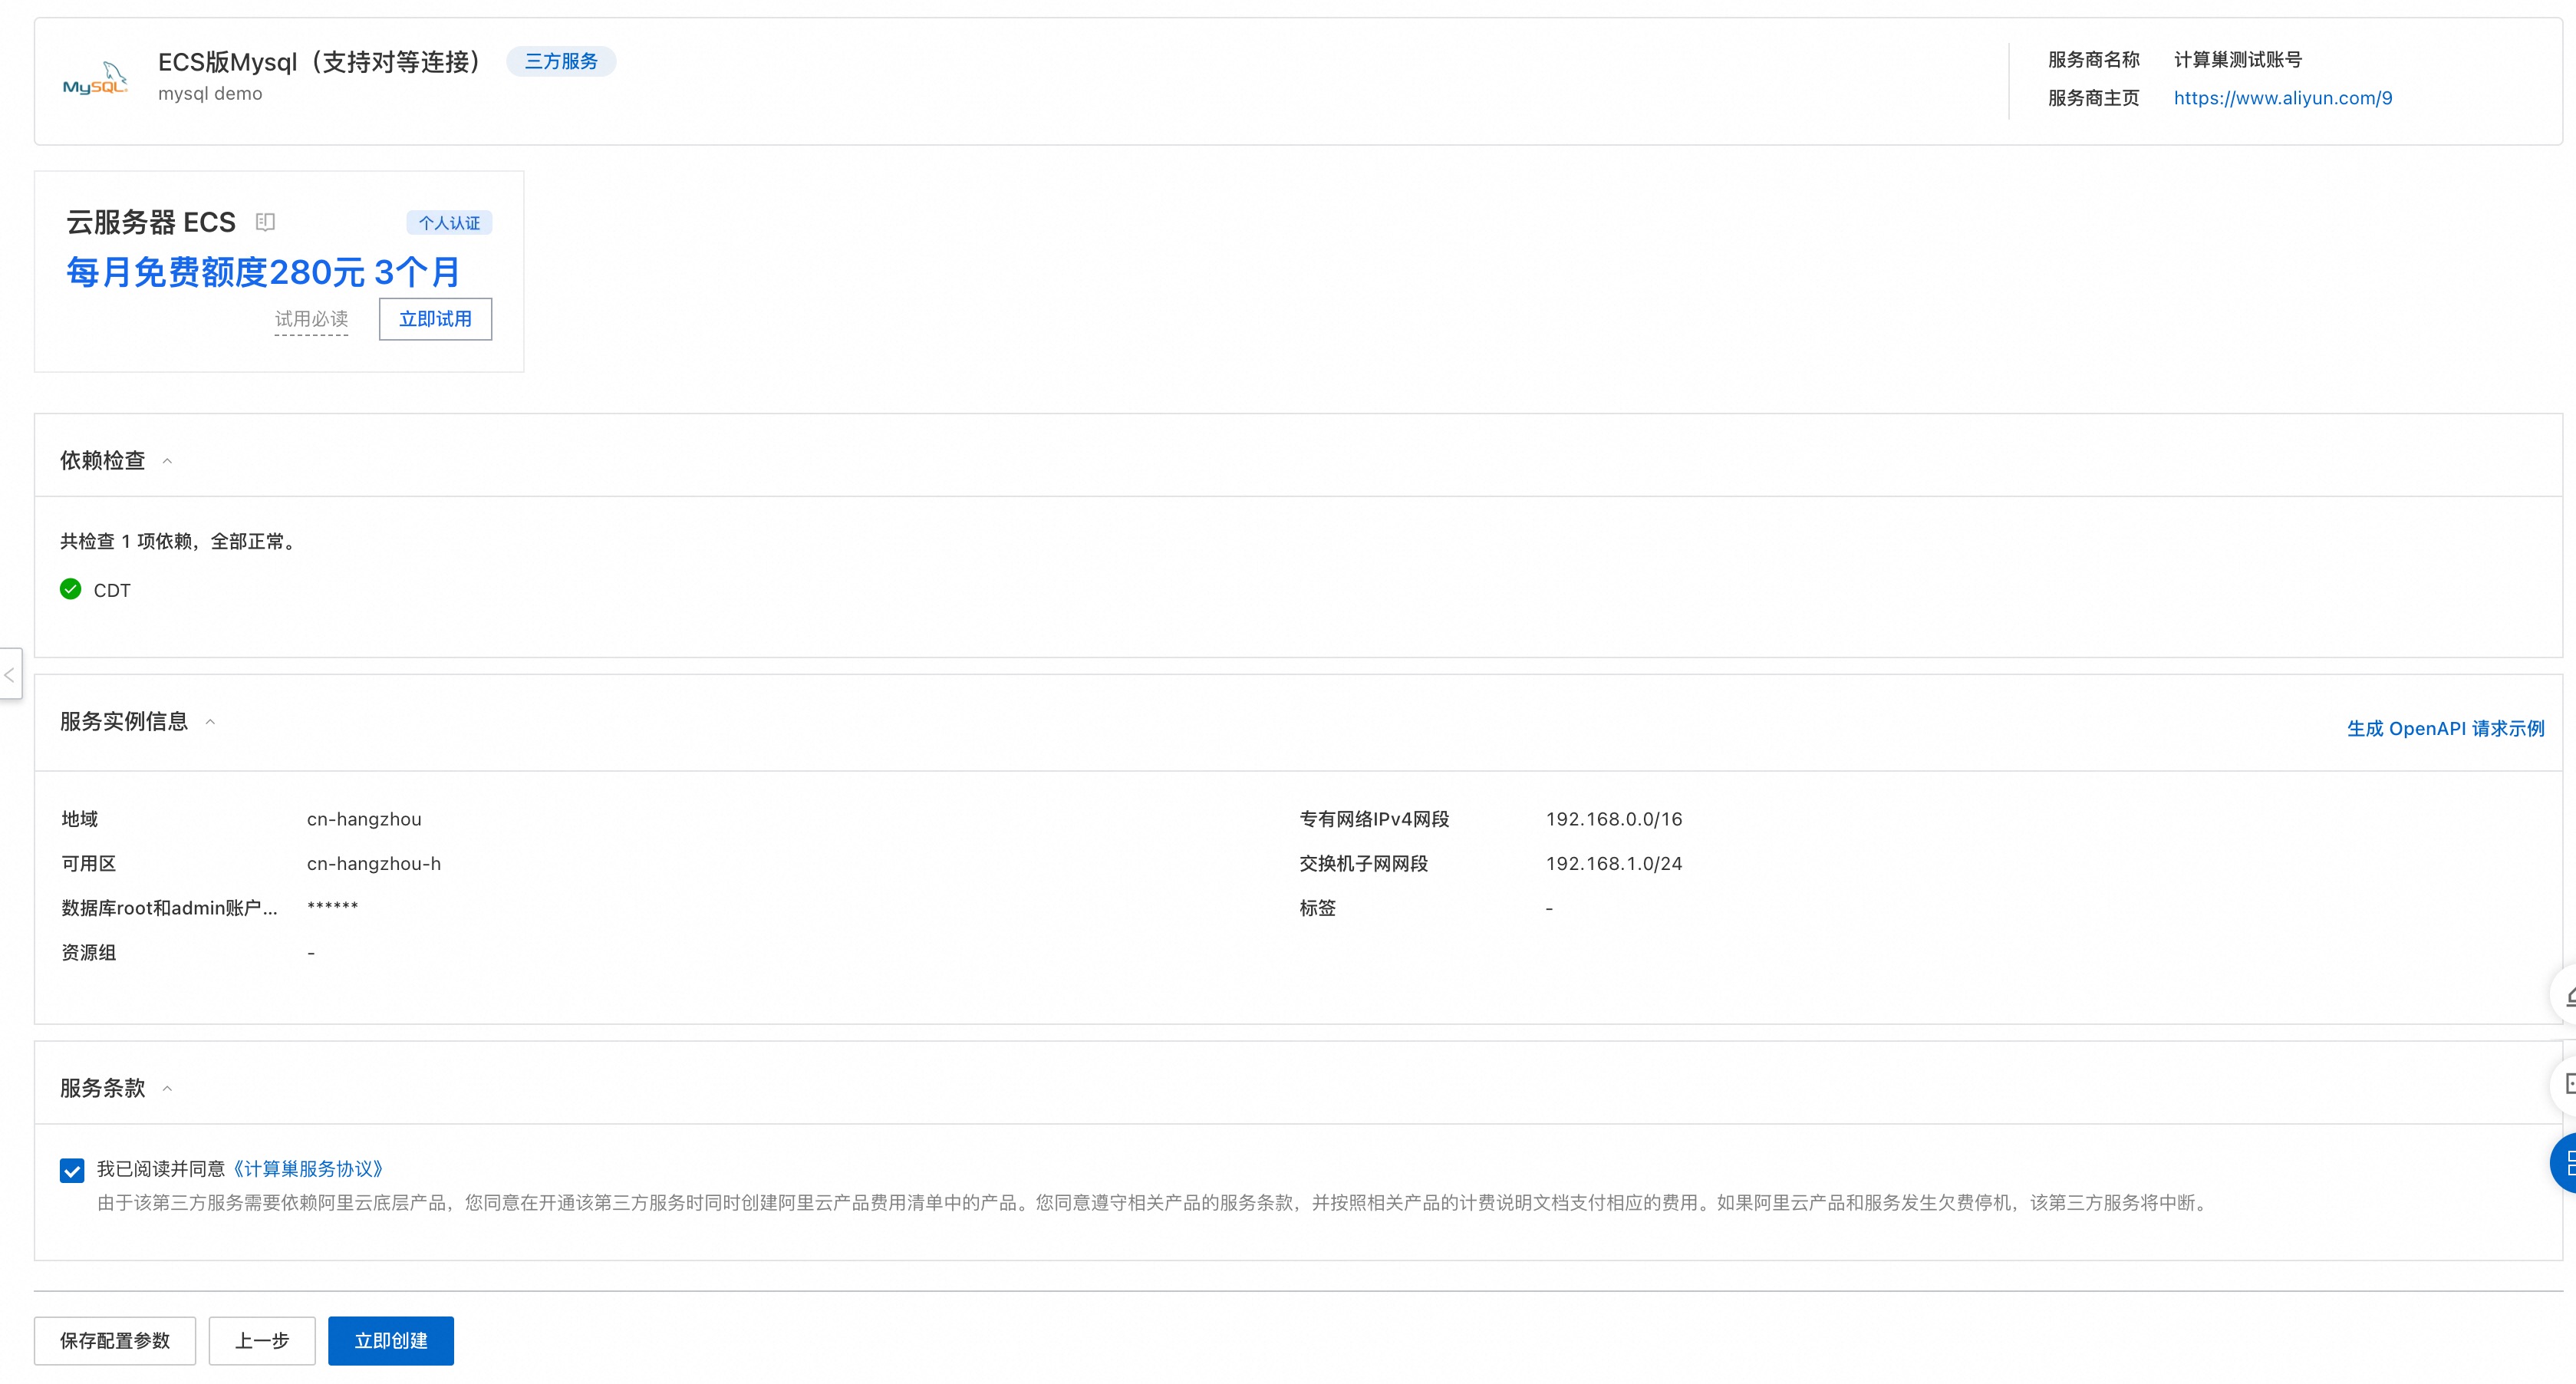 MySQL
ECS版Mysql（支持对等连接） 三方服务
mysql demo
服务商名称 计算巢测试账号
服务商主页 https://www.aliyun.com/9
云服务器 ECS 个人认证
每月免费额度280元 3个月
试用必读 立即试用
依赖检查
共检查 1 项依赖，全部正常。
CDT
服务实例信息 生成 OpenAPI 请求示例
地域 cn-hangzhou 专有网络IPv4网段 192.168.0.0/16
可用区 cn-hangzhou-h 交换机子网网段 192.168.1.0/24
数据库root和admin账户... ****** 标签 -
资源组 -
服务条款
我已阅读并同意《计算巢服务协议》
由于该第三方服务需要依赖阿里云底层产品，您同意在开通该第三方服务时同时创建阿里云产品费用清单中的产品。您同意遵守相关产品的服务条款，并按照相关产品的计费说明文档支付相应的费用。如果阿里云产品和服务发生欠费停机，该第三方服务将中断。
保存配置参数 上一步 立即创建